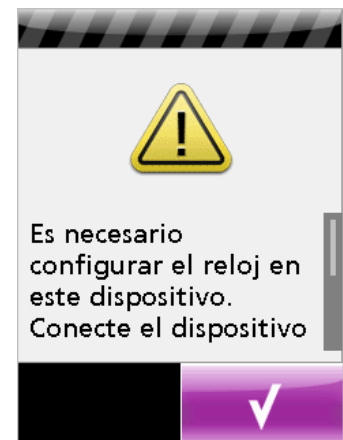 Es necesario
configurar el reloj en
este dispositivo.
Conecte el dispositivo